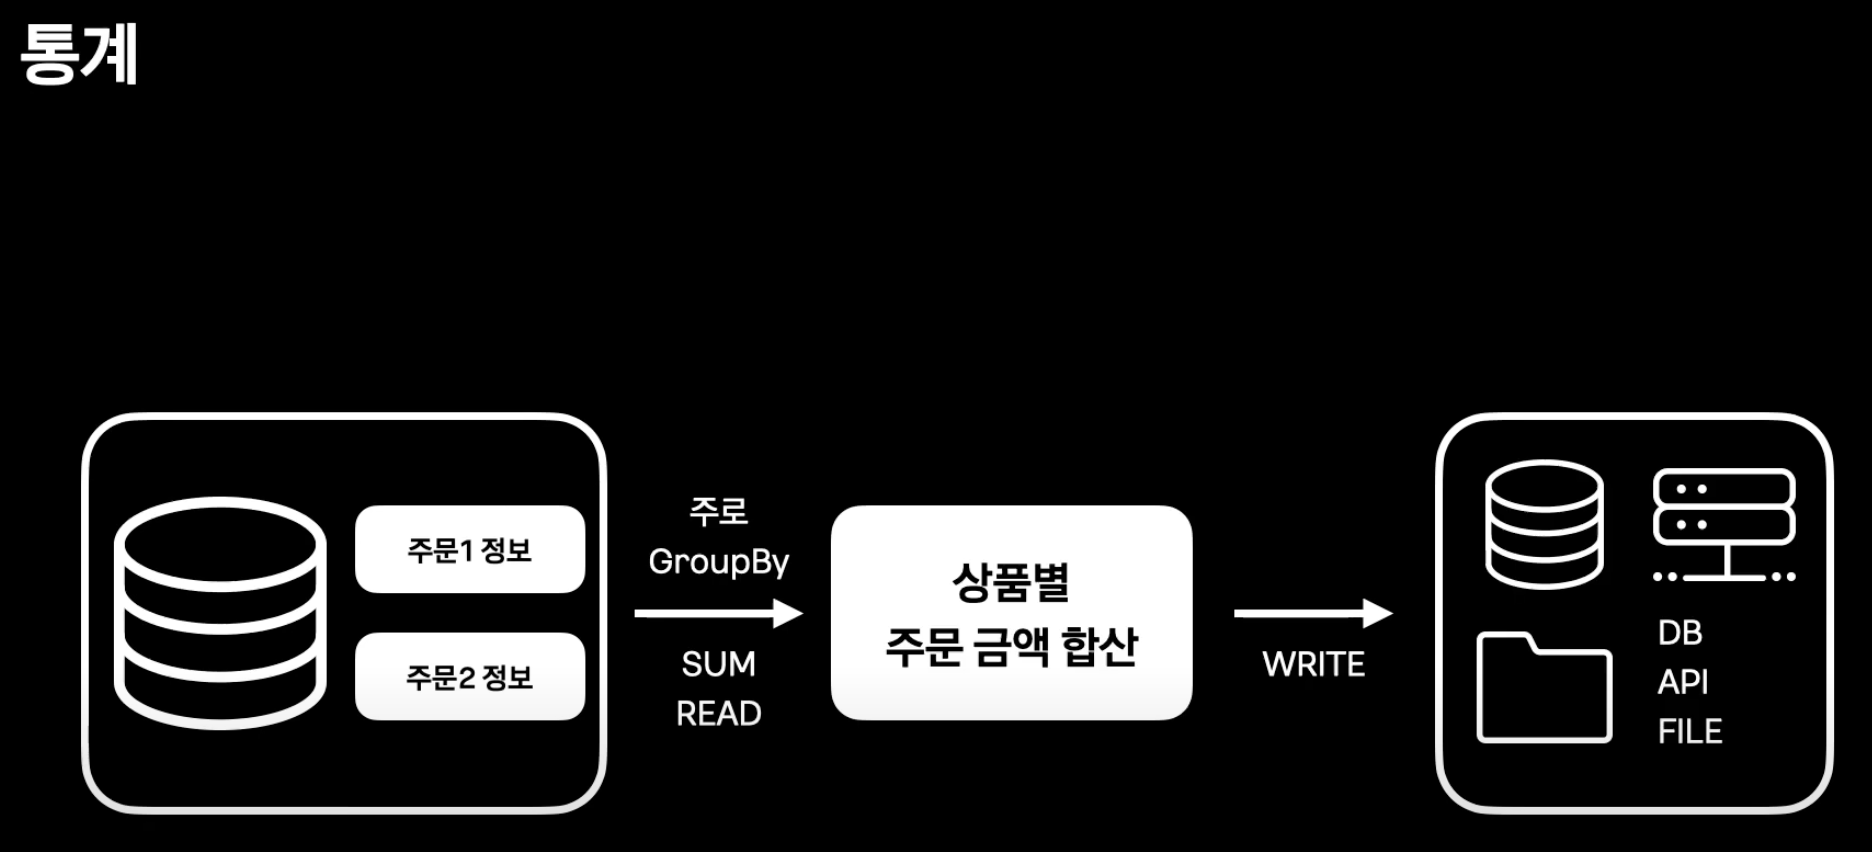 통계
주문1 정보
주문2 정보
주로
GroupBy
SUM
READ
상품별
주문 금액 합산
WRITE
DB
API
FILE